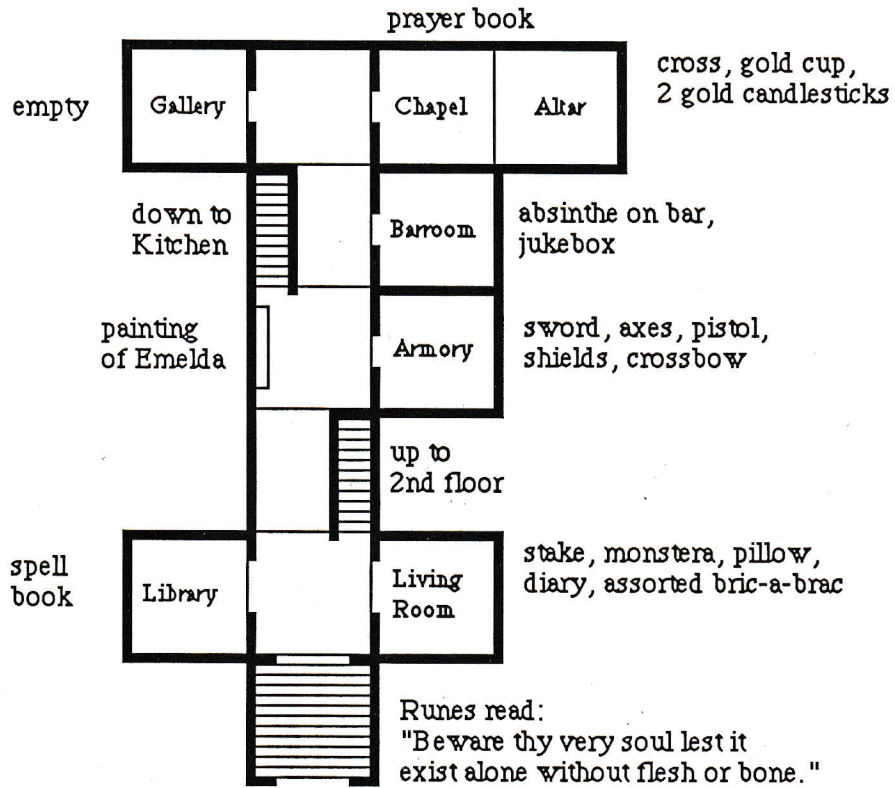 prayer book
empty
Gallery
Chapel
Altar
cross, gold cup,
2 gold candlesticks
down to
Kitchen
Barroom
absinthe on bar,
jukebox
painting
of Emelda
Armory
sword, axes, pistol,
shields, crossbow
up to
2nd floor
spell
book
Library
Living
Room
stake, monstera, pillow,
diary, assorted bric-a-brac
Runes read:
"Beware thy very soul lest it
exist alone without flesh or bone."